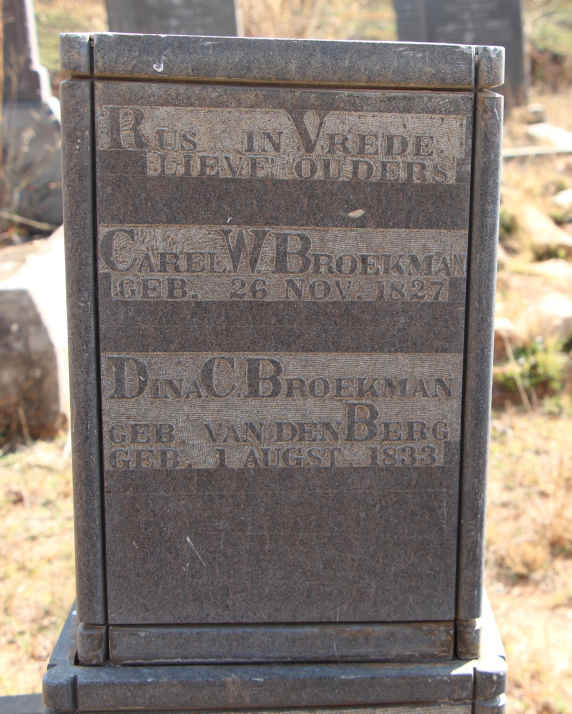 RUS IN VREDE
LIEVE OUDERS
CAREL W BROEKMAN
GEB. 26 NOV. 1827
DINA C. BROEKMAN
GEB VAN DEN BERG
GEB. 1 AUGST 1833